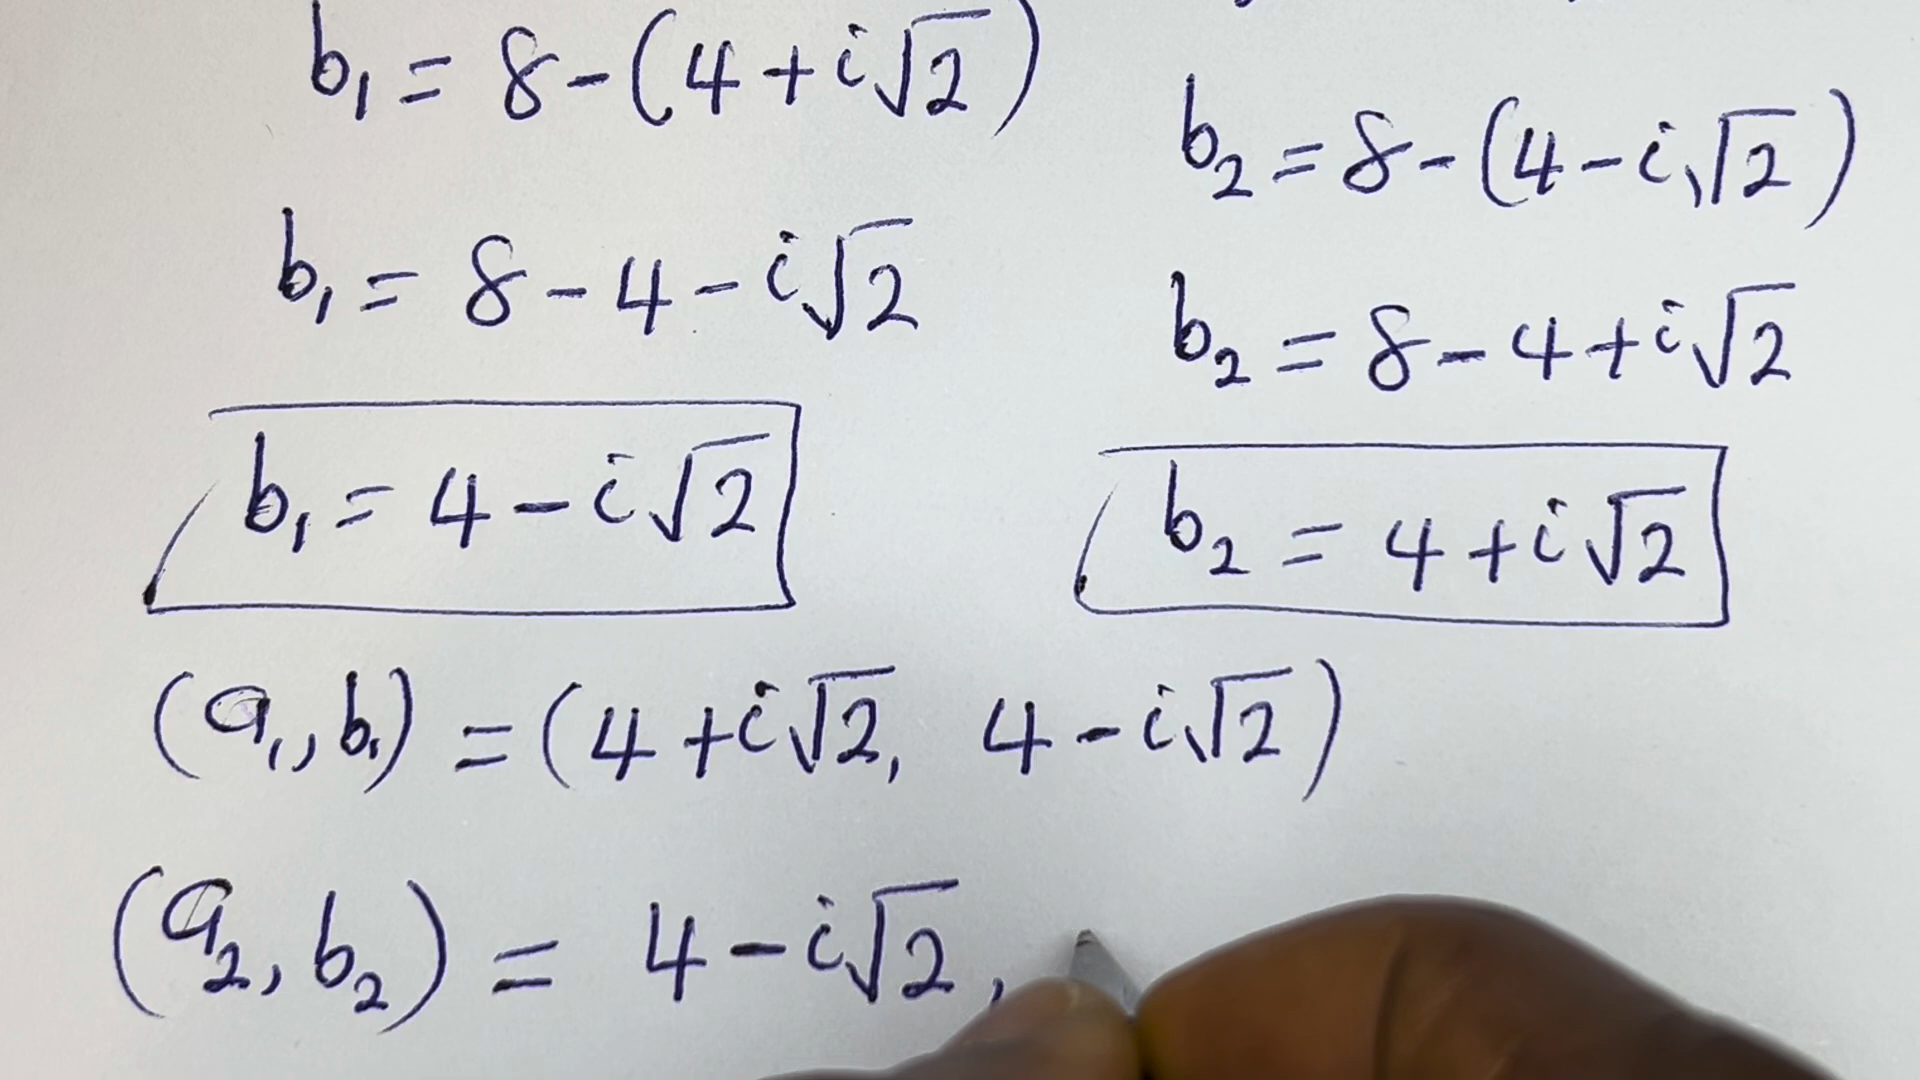 b₁ = 8 - (4 + i√2)
b₁ = 8 - 4 - i√2
b₁ = 4 - i√2
b₂ = 8 - (4 - i√2)
b₂ = 8 - 4 + i√2
b₂ = 4 + i√2
(a₁, b₁) = (4 + i√2, 4 - i√2)
(a₂, b₂) = 4 - i√2,